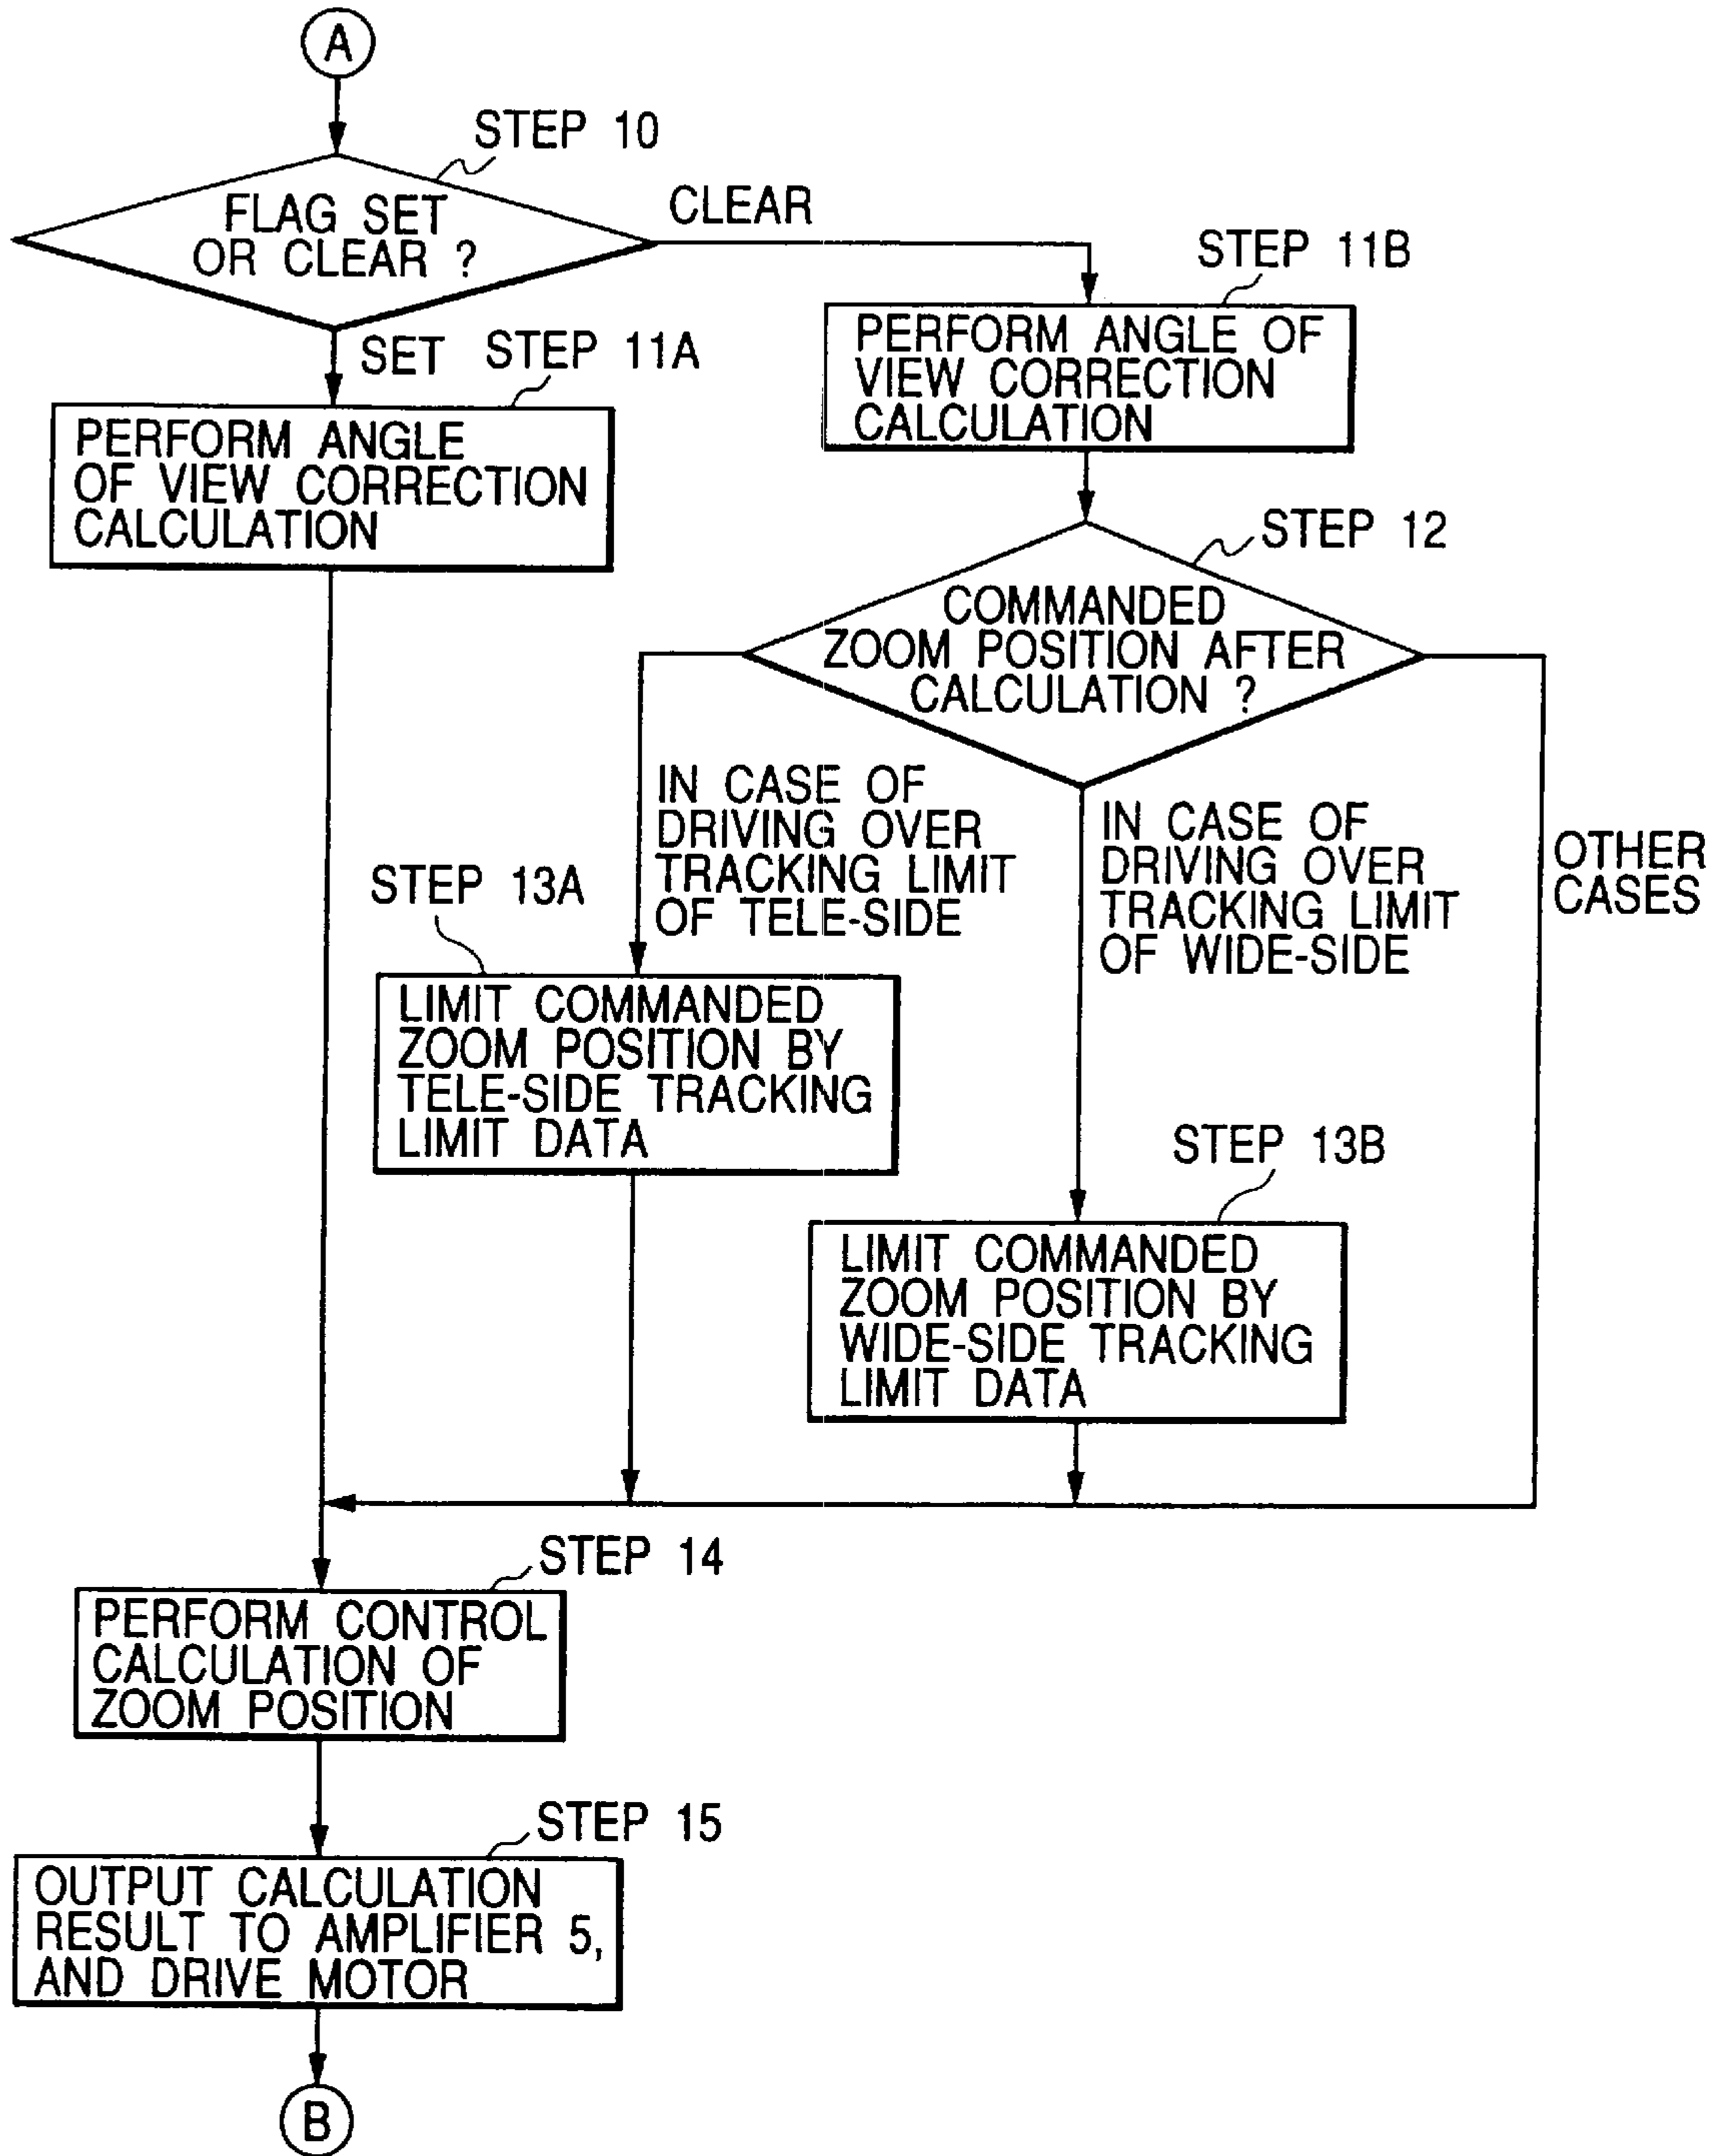 A
STEP 10
FLAG SET
OR CLEAR ?
CLEAR
SET
STEP 11A
PERFORM ANGLE
OF VIEW CORRECTION
CALCULATION
STEP 11B
PERFORM ANGLE OF
VIEW CORRECTION
CALCULATION
STEP 12
COMMANDED
ZOOM POSITION AFTER
CALCULATION ?
IN CASE OF
DRIVING OVER
TRACKING LIMIT
OF TELE-SIDE
IN CASE OF
DRIVING OVER
TRACKING LIMIT
OF WIDE-SIDE
OTHER
CASES
STEP 13A
LIMIT COMMANDED
ZOOM POSITION BY
TELE-SIDE TRACKING
LIMIT DATA
STEP 13B
LIMIT COMMANDED
ZOOM POSITION BY
WIDE-SIDE TRACKING
LIMIT DATA
STEP 14
PERFORM CONTROL
CALCULATION OF
ZOOM POSITION
STEP 15
OUTPUT CALCULATION
RESULT TO AMPLIFIER 5,
AND DRIVE MOTOR
B